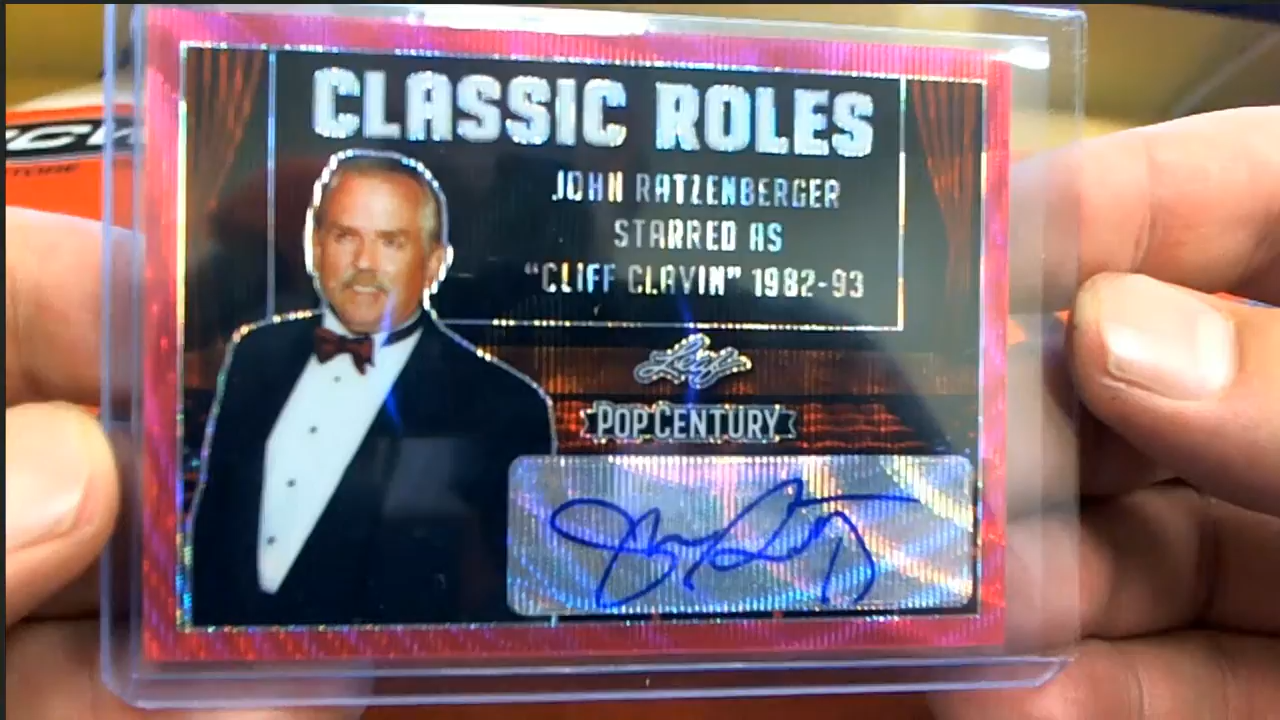 CLASSIC ROLES
JOHN RATZENBERGER
STARRED AS
"CLIFF CLAVIN" 1982-93
Leaf
POP CENTURY